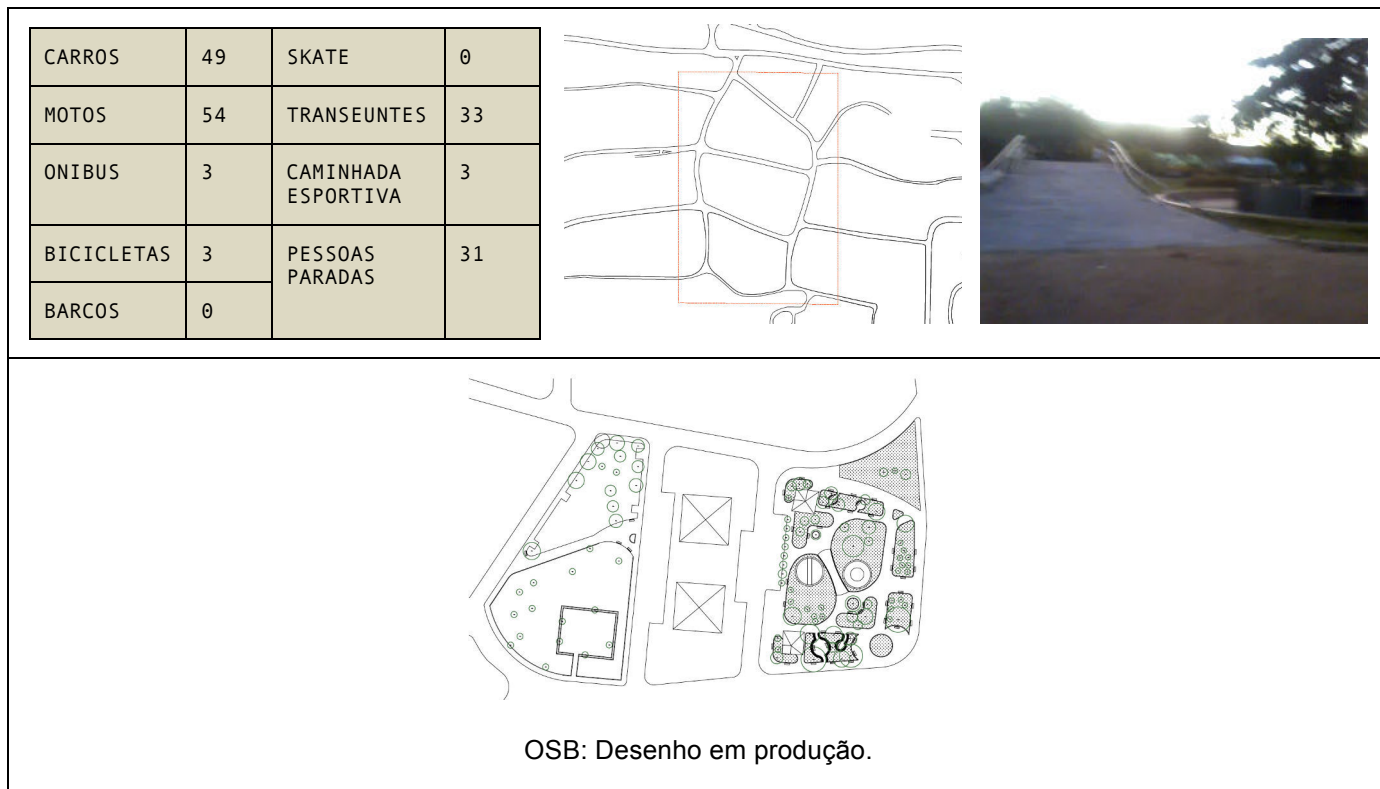 CARROS 49 SKATE 0
MOTOS 54 TRANSEUNTES 33
ONIBUS 3 CAMINHADA 3
ESPORTIVA
BICICLETAS 3 PESSOAS 31
PARADAS
BARCOS 0
OSB: Desenho em produção.